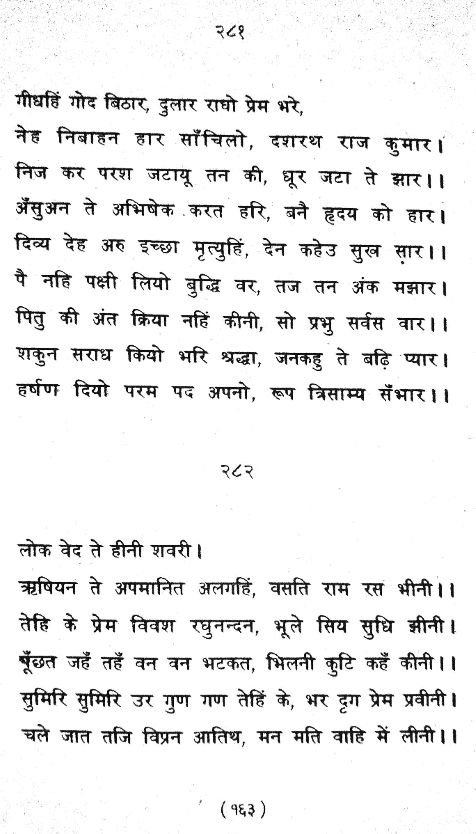 २८१
गीधहिं गोद बिठार, दुलार राघो प्रेम भरे,
नेह निबाहन हार साँचिलो, दशरथ राज कुमार।
निज कर परश जटायू तन की, धूर जटा ते झार।।
अँसुअन ते अभिषेक करत हरि, बनै हृदय को हार।
दिव्य देह अरु इच्छा मृत्युहिं, देन कहेउ सुख सार।।
पै नहि पक्षी लियो बुद्धि वर, तज तन अंक मझार।
पितु की अंत क्रिया नहिं कीनी, सो प्रभु सर्वस वार।।
शकुन सराध कियो भरि श्रद्धा, जनकहु ते बढ़ि प्यार।
हर्षण दियो परम पद अपनो, रूप त्रिसाम्य सँभार।।
२८२
लोक वेद ते हीनी शवरी।
ऋषियन ते अपमानित अलगहिं, वसति राम रस भीनी।।
तेहि के प्रेम विवश रघुनन्दन, भूले सिय सुधि झीनी।
पूँछत जहँ तहँ वन वन भटकत, भिलनी कुटि कहँ कीनी।।
सुमिरि सुमिरि उर गुण गण तेहिं के, भर दृग प्रेम प्रवीनी।
चले जात तजि विप्रन आतिथ, मन मति वाहि में लीनी।।
(१६३)